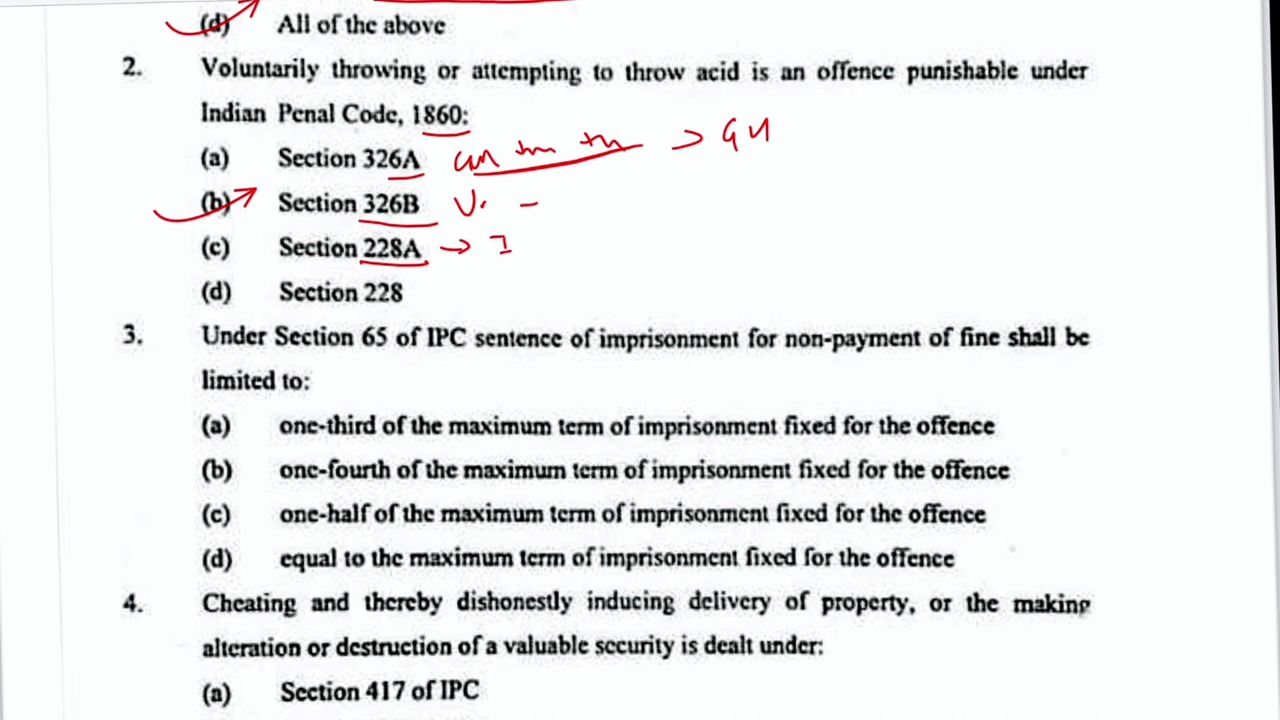 (d) All of the above
2. Voluntarily throwing or attempting to throw acid is an offence punishable under
Indian Penal Code, 1860:
(a) Section 326A → GH
(b) Section 326B V. –
(c) Section 228A → I
(d) Section 228
3. Under Section 65 of IPC sentence of imprisonment for non-payment of fine shall be
limited to:
(a) one-third of the maximum term of imprisonment fixed for the offence
(b) one-fourth of the maximum term of imprisonment fixed for the offence
(c) one-half of the maximum term of imprisonment fixed for the offence
(d) equal to the maximum term of imprisonment fixed for the offence
4. Cheating and thereby dishonestly inducing delivery of property, or the making
alteration or destruction of a valuable security is dealt under:
(a) Section 417 of IPC